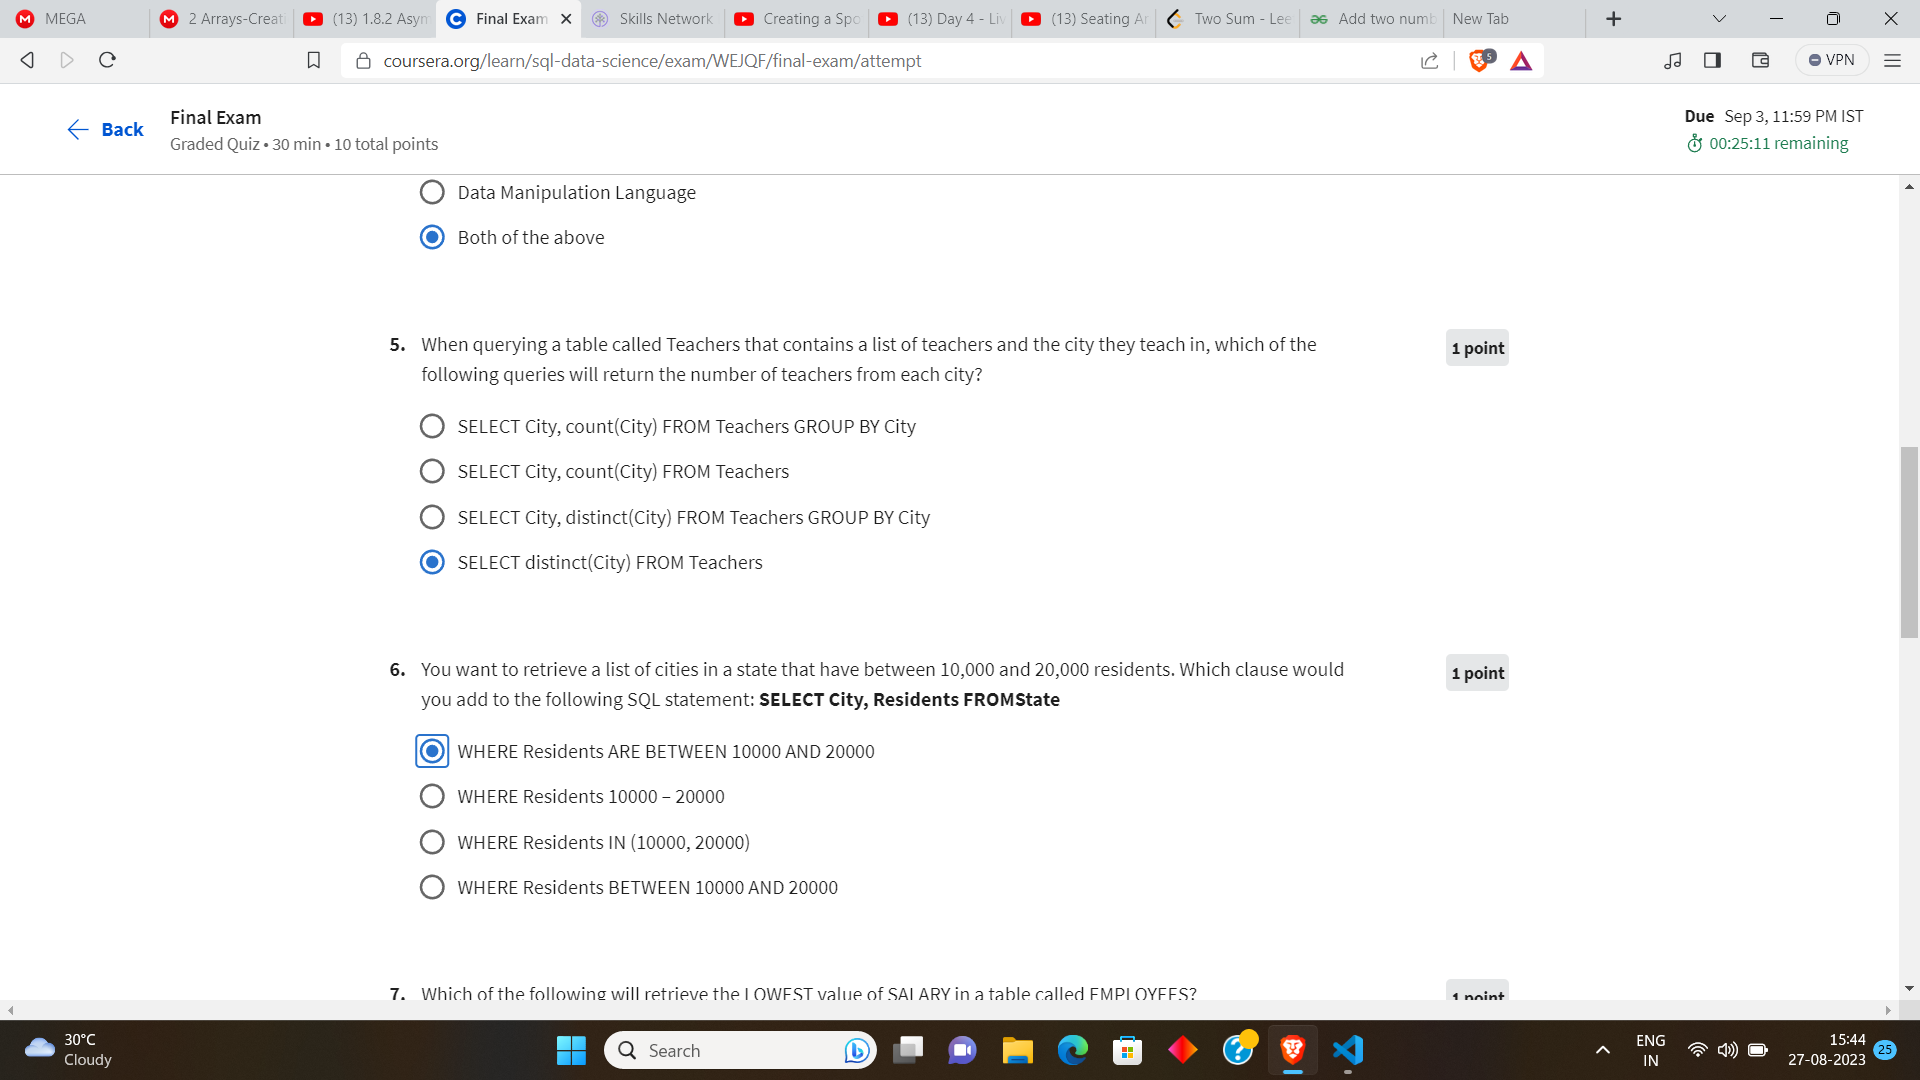 MEGA
2 Arrays-Creati
(13) 1.8.2 Asym
Final Exam
Skills Network
Creating a Spo
(13) Day 4 - Liv
(13) Seating Ar
Two Sum - Lee
Add two numb
New Tab
coursera.org/learn/sql-data-science/exam/WEJQF/final-exam/attempt
5
VPN
Back
Final Exam
Graded Quiz • 30 min • 10 total points
Due Sep 3, 11:59 PM IST
00:25:11 remaining
Data Manipulation Language
Both of the above
5. When querying a table called Teachers that contains a list of teachers and the city they teach in, which of the
following queries will return the number of teachers from each city?
1 point
SELECT City, count(City) FROM Teachers GROUP BY City
SELECT City, count(City) FROM Teachers
SELECT City, distinct(City) FROM Teachers GROUP BY City
SELECT distinct(City) FROM Teachers
6. You want to retrieve a list of cities in a state that have between 10,000 and 20,000 residents. Which clause would
you add to the following SQL statement: SELECT City, Residents FROMState
1 point
WHERE Residents ARE BETWEEN 10000 AND 20000
WHERE Residents 10000 – 20000
WHERE Residents IN (10000, 20000)
WHERE Residents BETWEEN 10000 AND 20000
7. Which of the following will retrieve the LOWEST value of SALARY in a table called EMPLOYEES?
1 point
30°C
Cloudy
Search
ENG
IN
15:44
27-08-2023
25